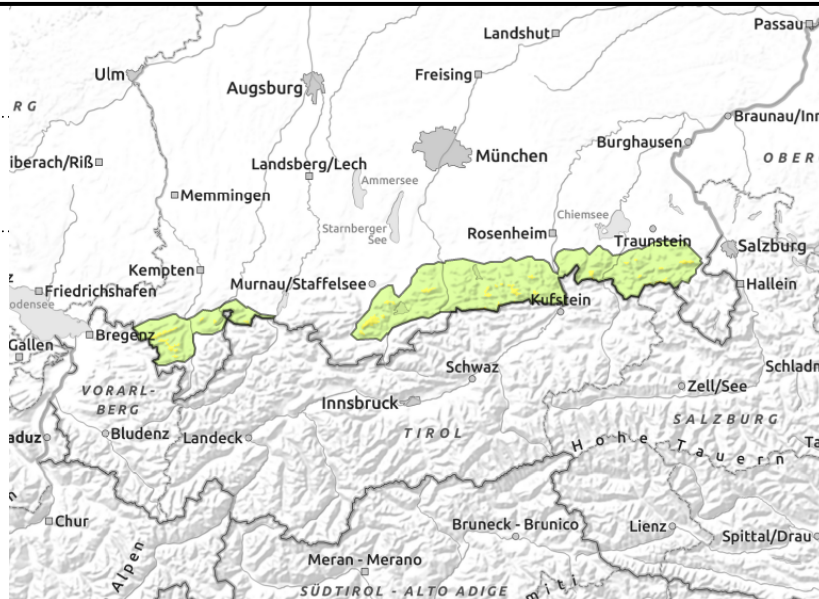 Passau
Landshut
Ulm
Freising
Augsburg
RG
Braunau/Inn
Burghausen
iberach/Riß
Landsberg/Lech
München
OBER
Ammersee
Memmingen
Chiemsee
Starnberger
See
Rosenheim
Traunstein
Salzburg
Kempten
Murnau/Staffelsee
Friedrichshafen
Hallein
odensee
Kufstein
Bregenz
Gallen
Schwaz
Schladm
VORARL-
BERG
Innsbruck
Zell/See
SALZBURG
aduz
Bludenz
Landeck
TIROL
Hohe Tauern
Ta
Chur
Bruneck - Brunico
Lienz
Spittal/Drau
Alpen
Meran - Merano
SÜDTIROL - ALTO ADIGE
miti